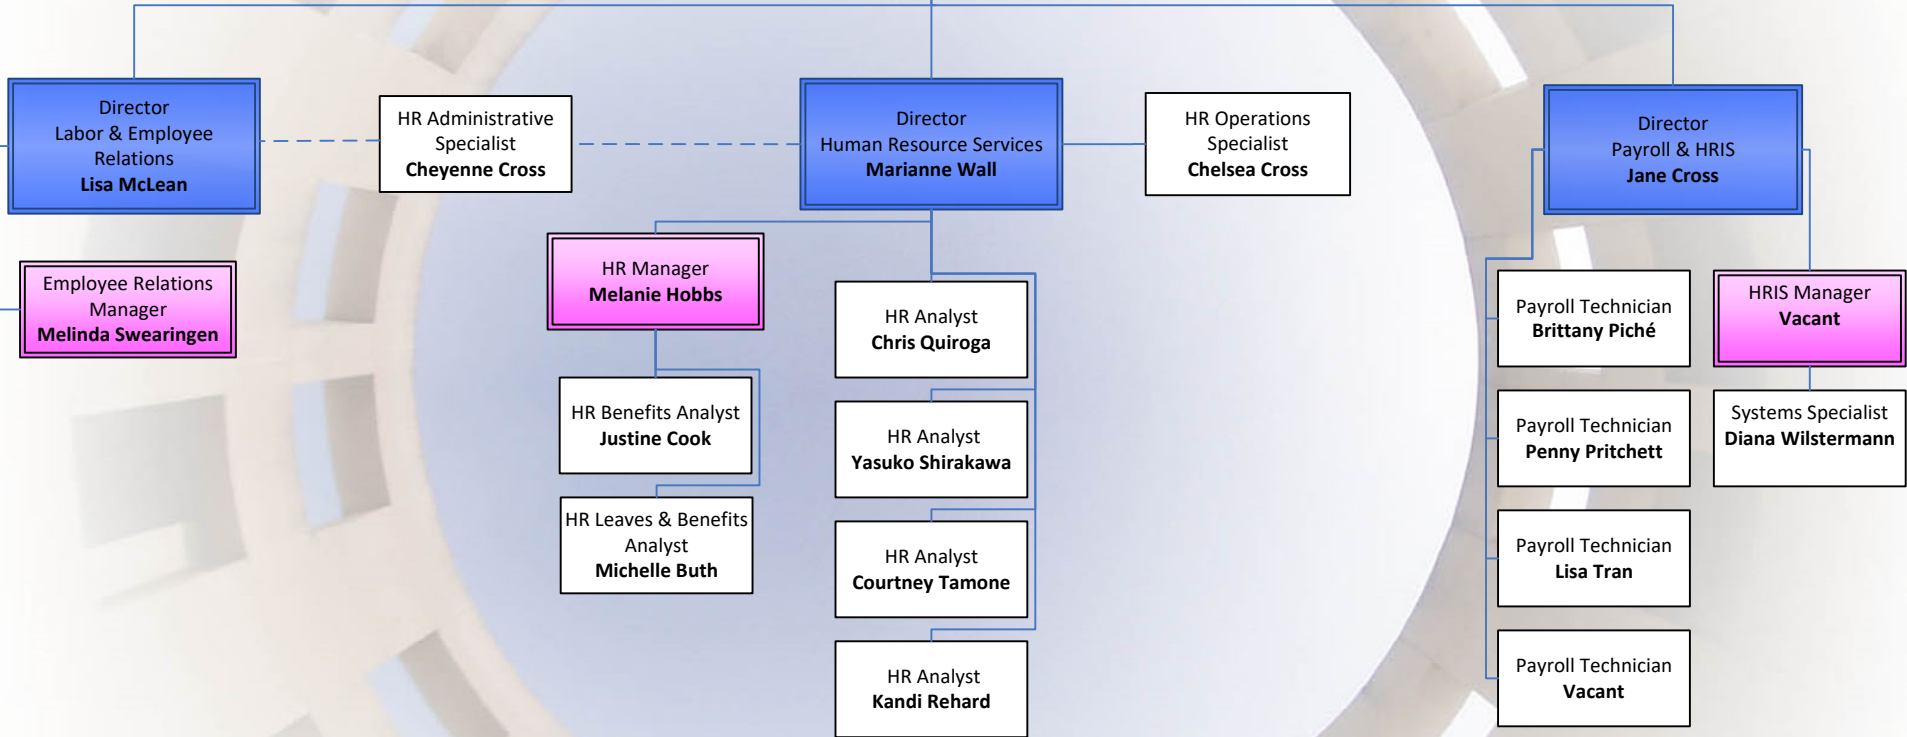 Director
Labor & Employee
Relations
Lisa McLean
HR Administrative
Specialist
Cheyenne Cross
Director
Human Resource Services
Marianne Wall
HR Operations
Specialist
Chelsea Cross
Director
Payroll & HRIS
Jane Cross
Employee Relations
Manager
Melinda Swearingen
HR Manager
Melanie Hobbs
HR Benefits Analyst
Justine Cook
HR Leaves & Benefits
Analyst
Michelle Buth
HR Analyst
Chris Quiroga
HR Analyst
Yasuko Shirakawa
HR Analyst
Courtney Tamone
HR Analyst
Kandi Rehard
Payroll Technician
Brittany Piché
Payroll Technician
Penny Pritchett
Payroll Technician
Lisa Tran
Payroll Technician
Vacant
HRIS Manager
Vacant
Systems Specialist
Diana Wilstermann